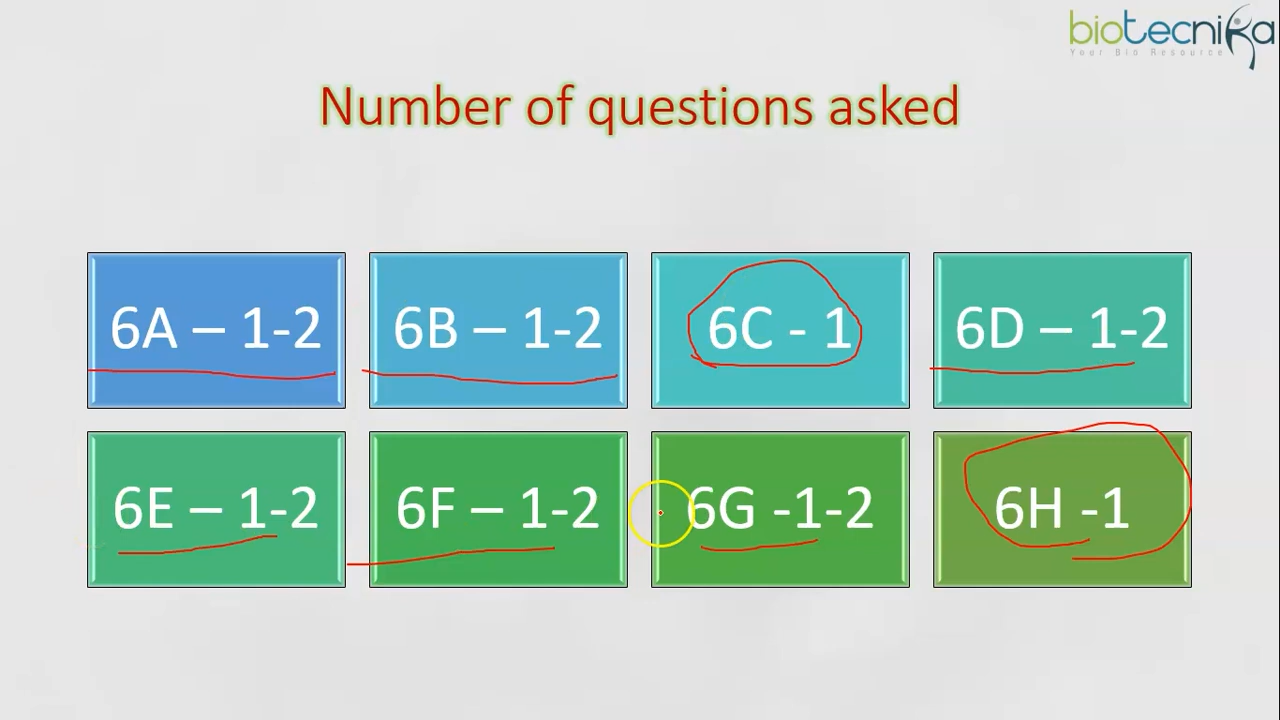 biotecnika
Your Bio Resource
Number of questions asked
6A – 1-2
6B – 1-2
6C - 1
6D – 1-2
6E – 1-2
6F – 1-2
6G -1-2
6H -1